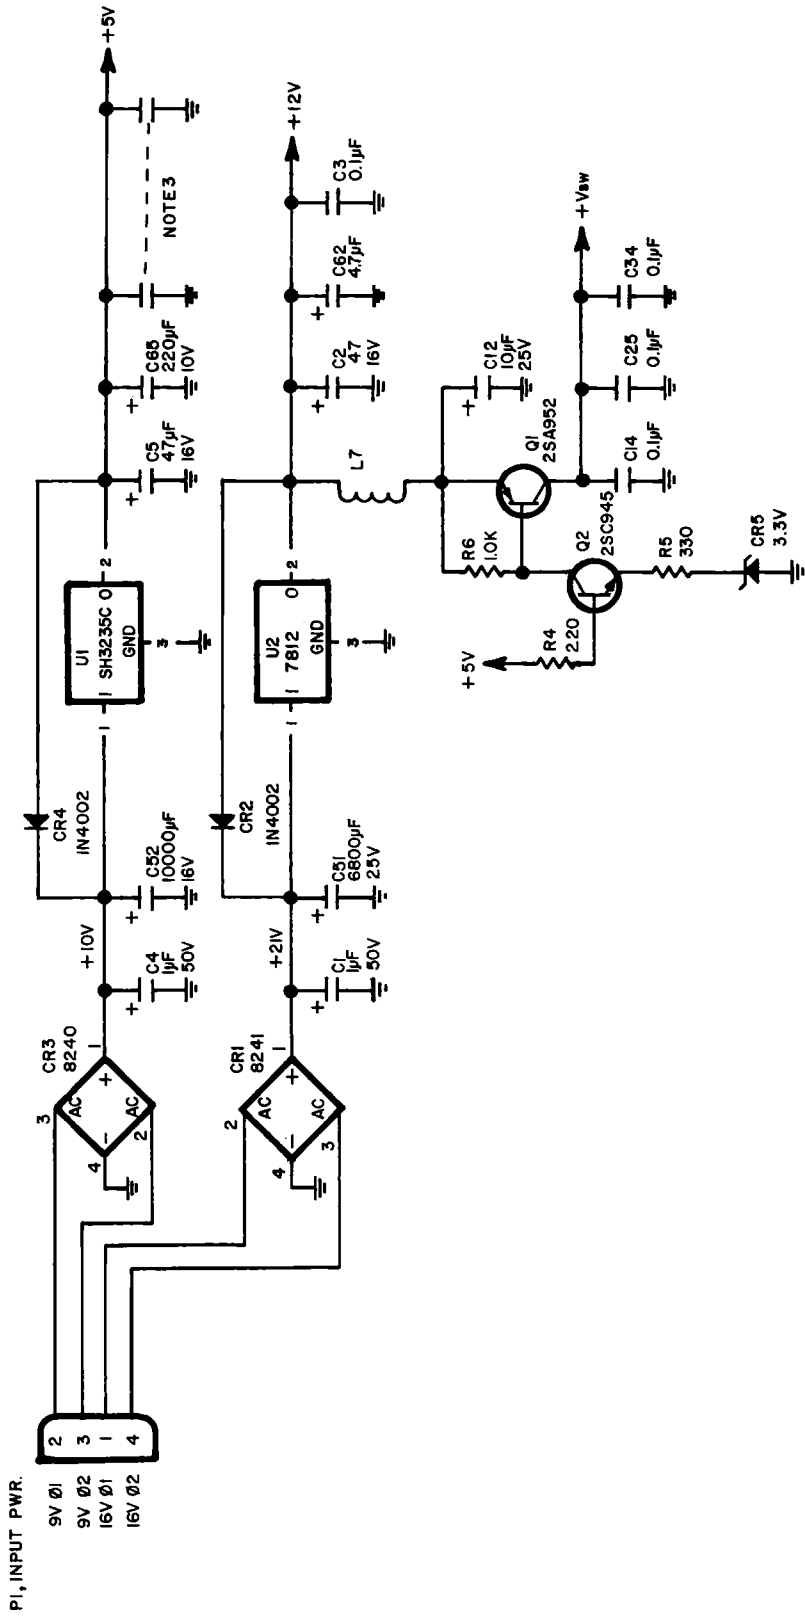 P1, INPUT PWR.
9V Ø1
9V Ø2
16V Ø1
16V Ø2
2
3
1
4
CR3
8240
3
AC
+
1
AC
2
-
4
+10V
+
C4
1µF
50V
+
C52
10000µF
16V
CR4
1N4002
1
U1
SH3235C
I
O
GND
2
3
+
C5
47µF
16V
+
C65
220µF
10V
NOTE 3
+5V
CR1
8241
2
AC
+
1
AC
3
-
4
+21V
+
C1
1µF
50V
+
C51
6800µF
25V
CR2
1N4002
1
U2
7812
I
O
GND
2
3
+
C2
47
16V
+
C62
4.7µF
C3
0.1µF
+12V
L7
+
C12
10µF
25V
R6
1.0K
Q1
2SA952
+5V
R4
220
Q2
2SC945
R5
330
CR5
3.3V
C14
0.1µF
C25
0.1µF
C34
0.1µF
+Vsw